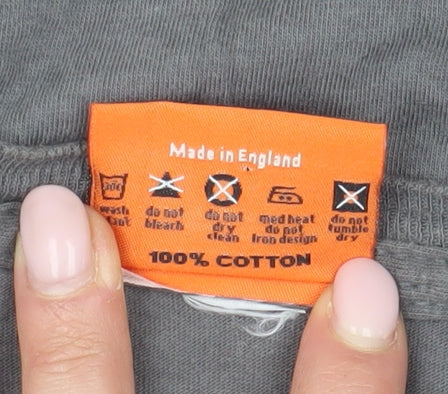 Made in England
30°
wash
do not
bleach
do not
dry
clean
med heat
do not
iron design
do not
tumble
dry
100% COTTON